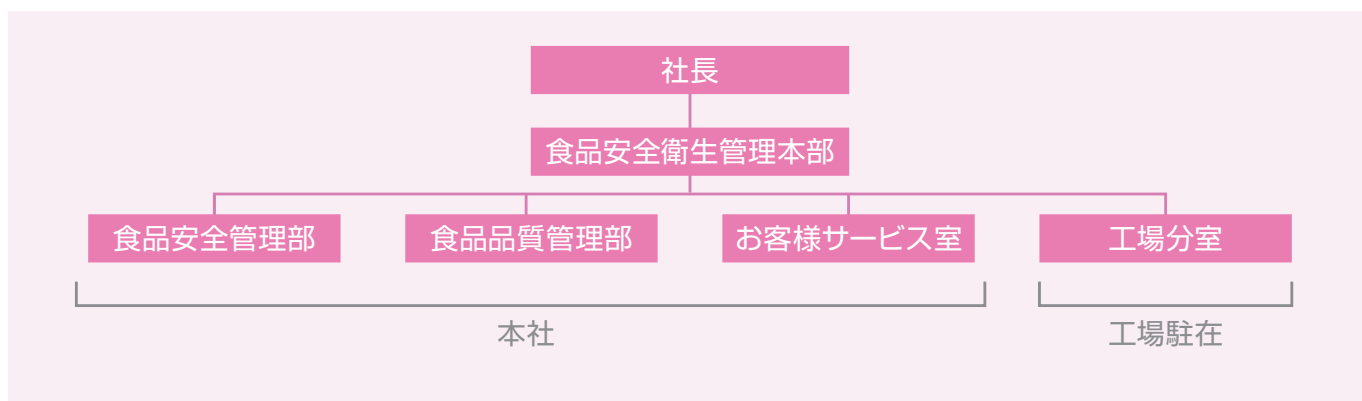 社長
食品安全衛生管理本部
食品安全管理部
食品品質管理部
お客様サービス室
工場分室
本社
工場駐在